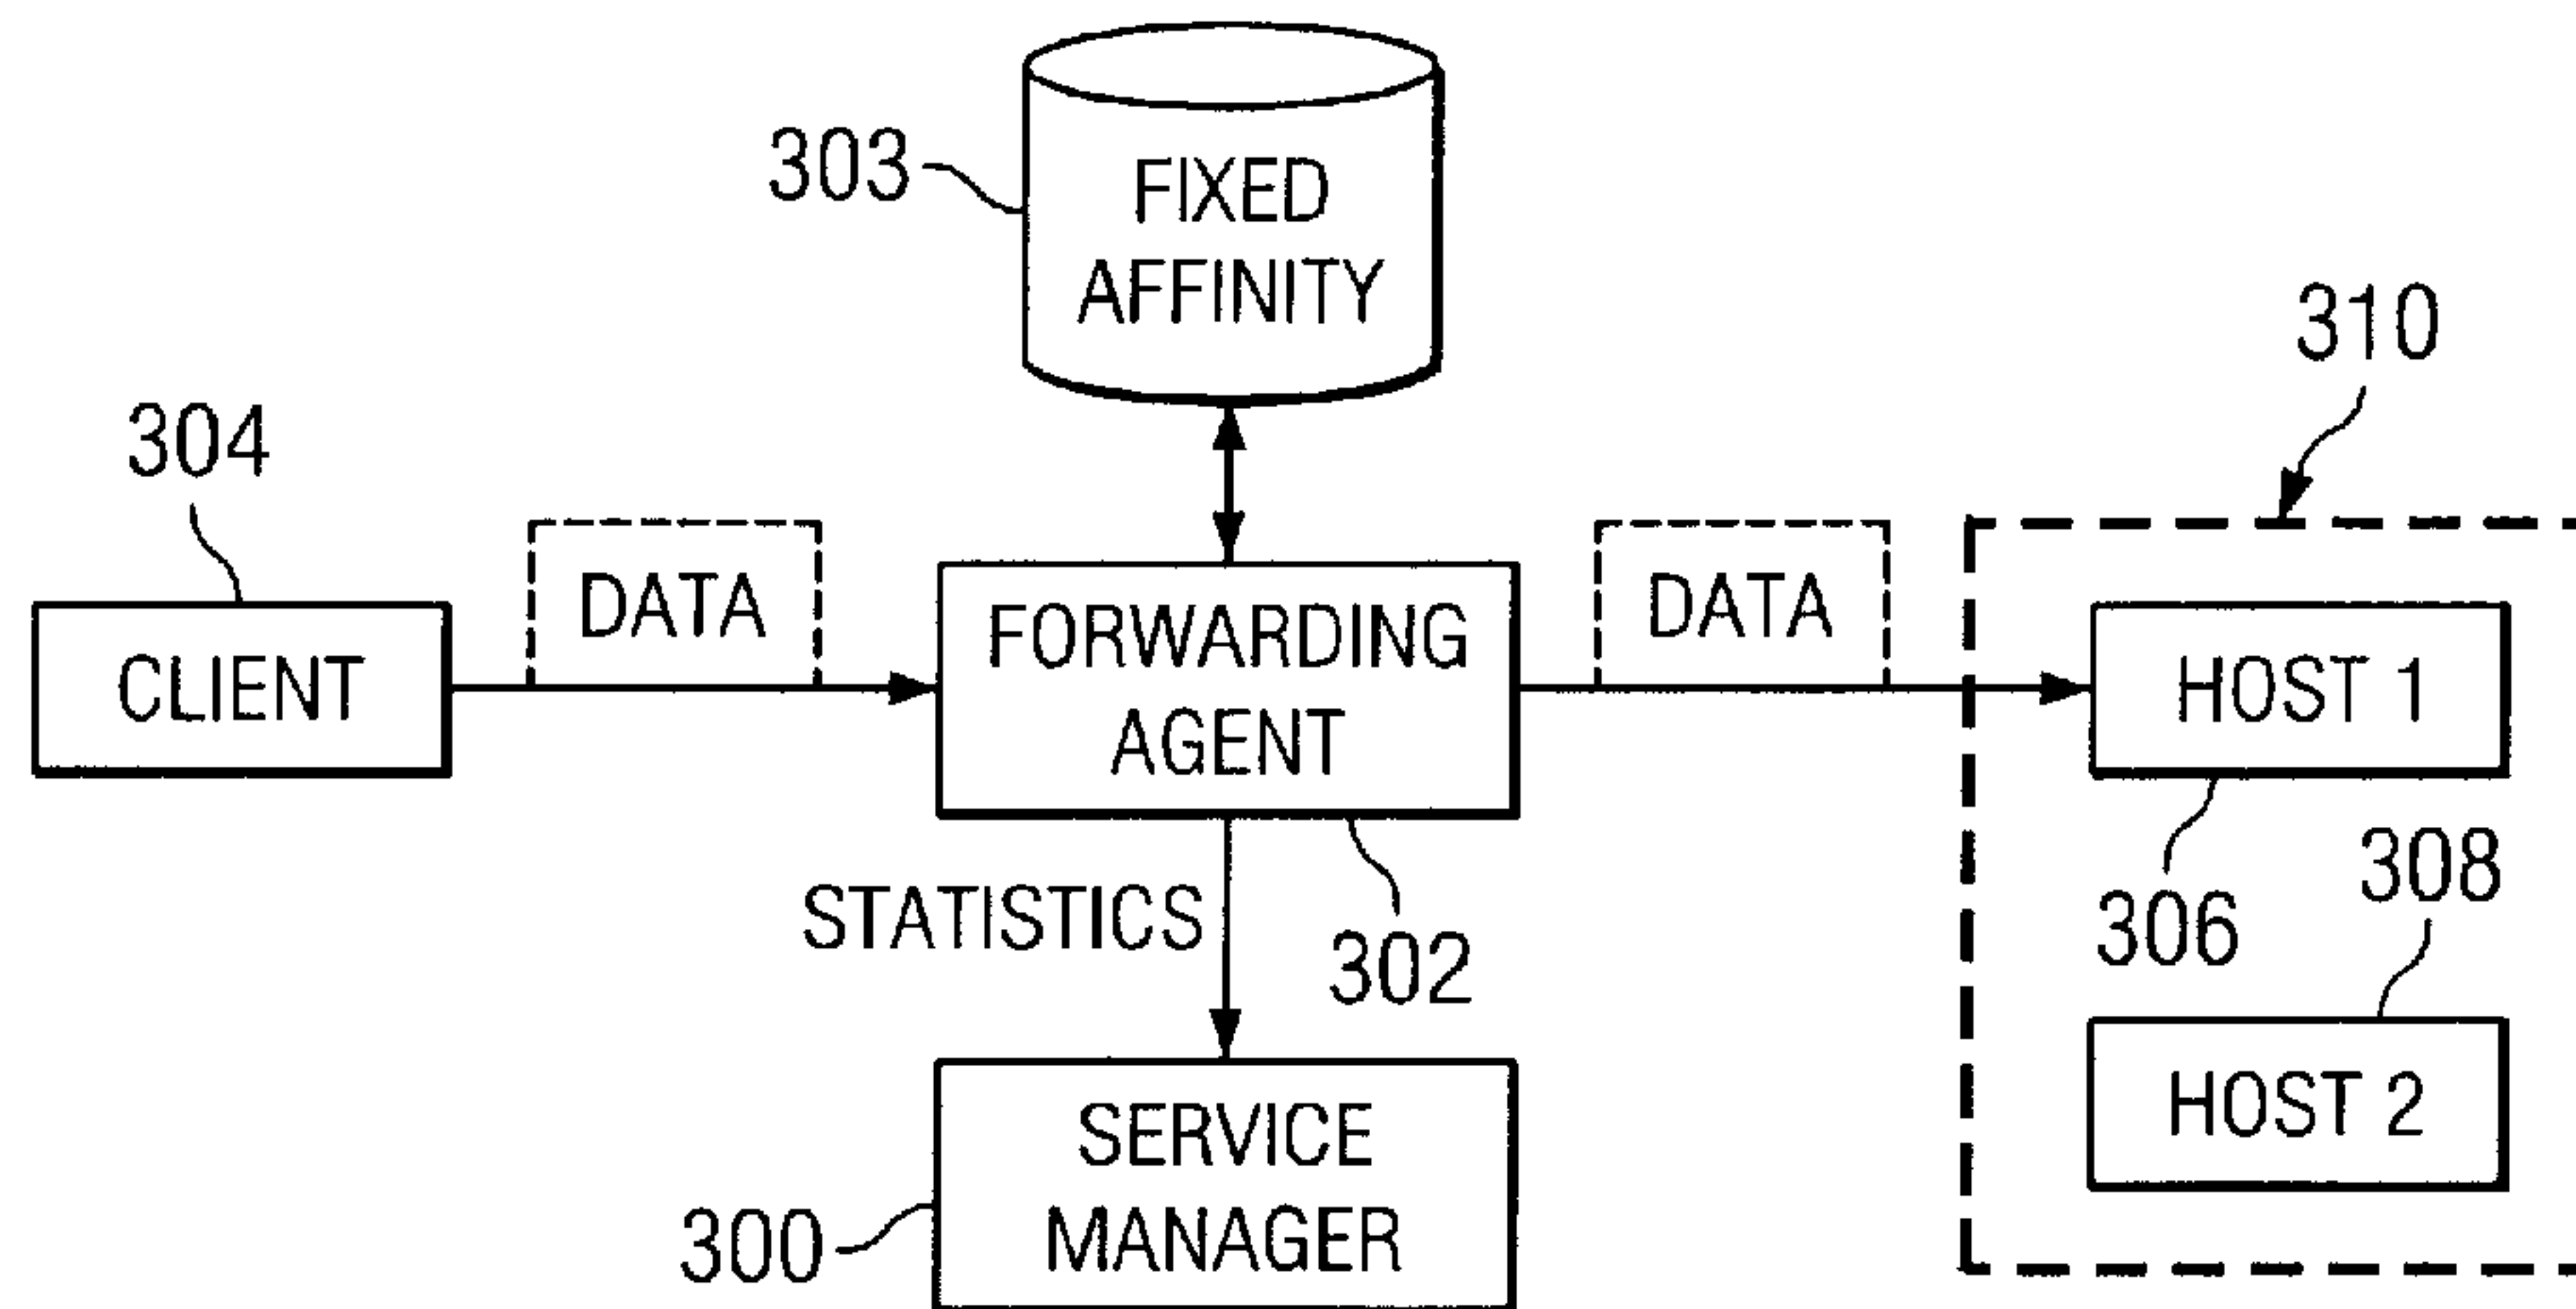 303
FIXED
AFFINITY
310
304
DATA
DATA
CLIENT
FORWARDING
AGENT
HOST 1
STATISTICS
302
306
308
SERVICE
MANAGER
300
HOST 2